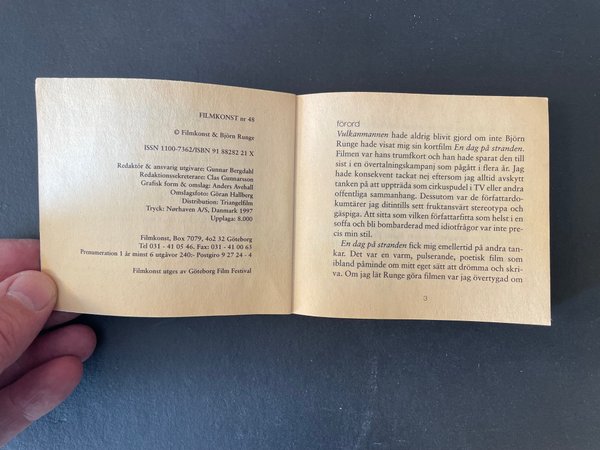 FILMKONST nr 48
© Filmkonst & Björn Runge
ISSN 1100-7362/ISBN 91 88282 21 X
Redaktör & ansvarig utgivare: Gunnar Bergdahl
Redaktionssekreterare: Clas Gunnarsson
Grafisk form & omslag: Anders Avehall
Omslagsfoto: Göran Hallberg
Distribution: Triangelfilm
Tryck: Nørhaven A/S, Danmark 1997
Upplaga: 8.000
Filmkonst, Box 7079, 402 32 Göteborg
Tel 031 - 41 05 46. Fax: 031 - 41 00 63
Prenumeration 1 år minst 6 utgåvor 240:- Postgiro 9 27 24 - 4
Filmkonst utges av Göteborg Film Festival
förord
Vulkanmannen hade aldrig blivit gjord om inte Björn
Runge hade visat mig sin kortfilm En dag på stranden.
Filmen var hans trumfkort och han hade sparat den till
sist i en övertalningskampanj som pågått i flera år. Jag
hade konsekvent tackat nej eftersom jag alltid avskytt
tanken på att uppträda som cirkuspudel i TV eller andra
offentliga sammanhang. Dessutom var de författardo-
kumtärer jag dittintills sett fruktansvärt stereotypa och
gäspiga. Att sitta som vilken författarfitta som helst i en
soffa och bli bombarderad med idiotfrågor var inte pre-
cis min stil.
En dag på stranden fick mig emellertid på andra tan-
kar. Det var en varm, pulserande, poetisk film som
ibland påminde om mitt eget sätt att drömma och skri-
va. Om jag lät Runge göra filmen var jag övertygad om
3